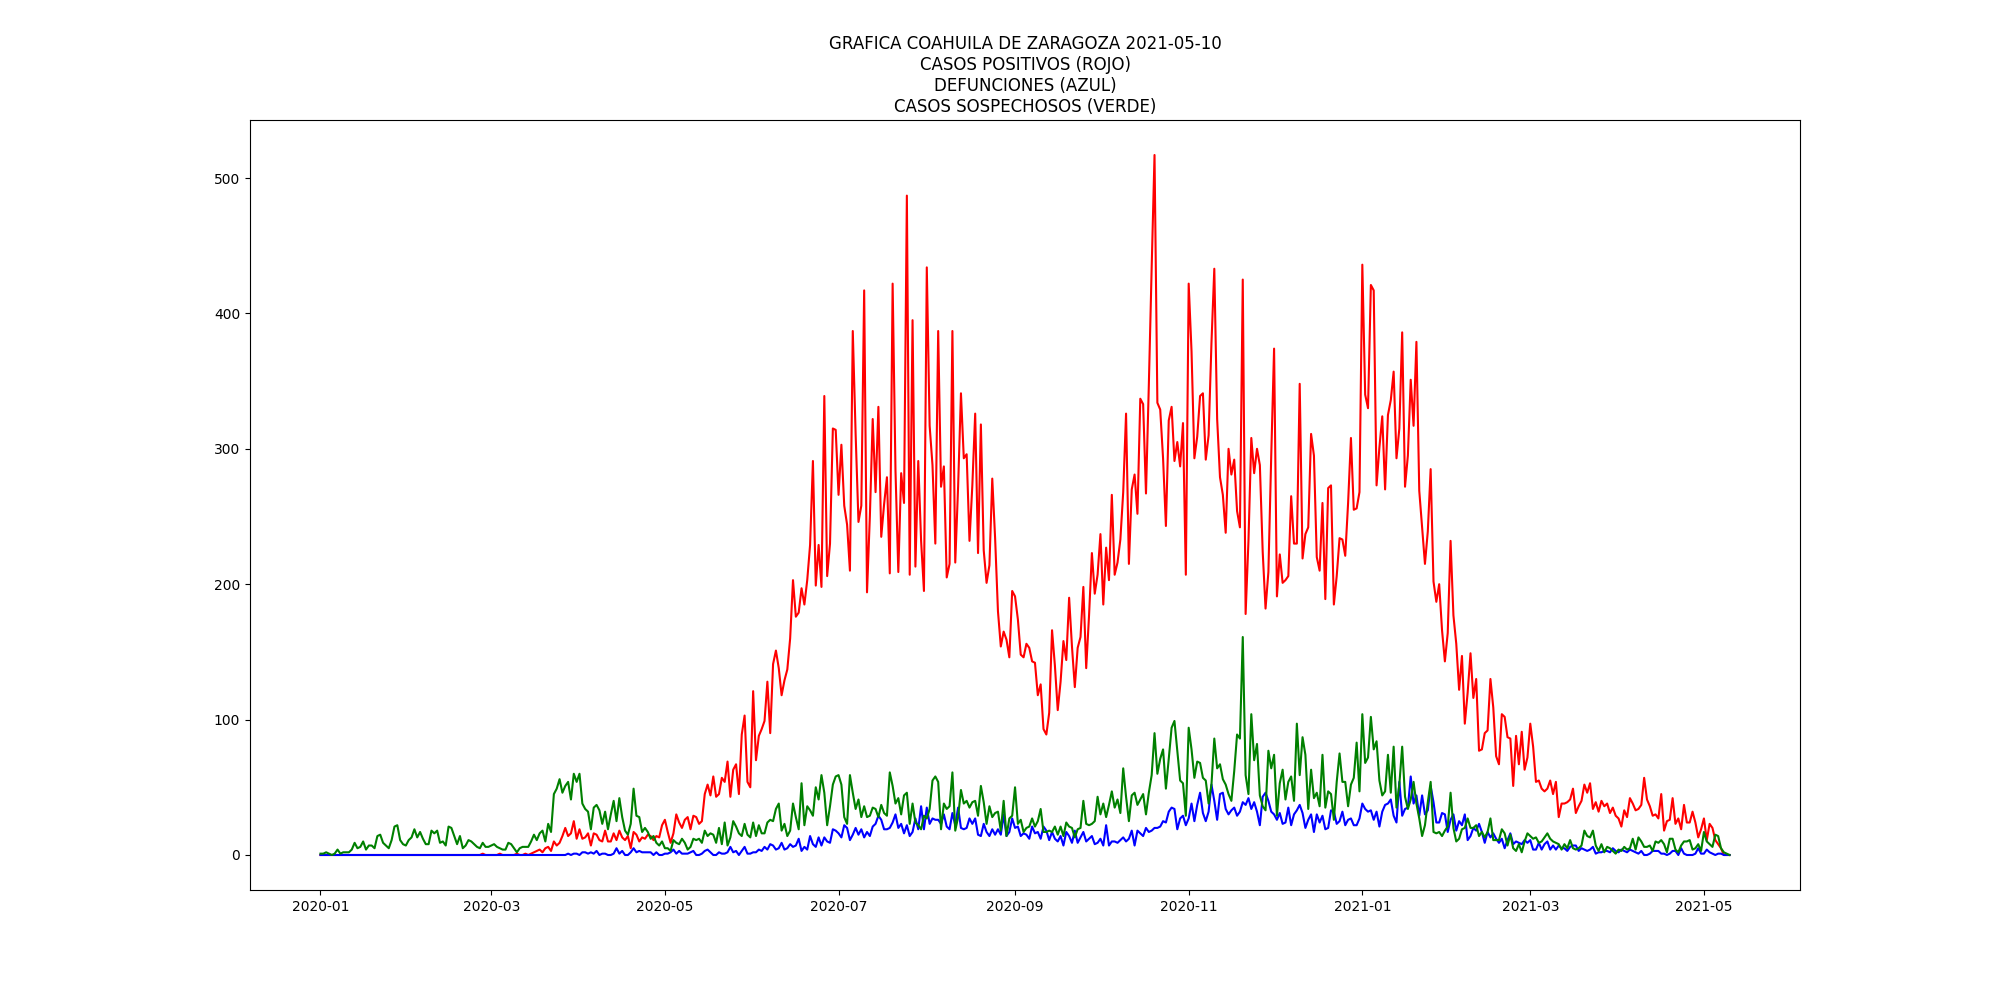 GRAFICA COAHUILA DE ZARAGOZA 2021-05-10
CASOS POSITIVOS (ROJO)
DEFUNCIONES (AZUL)
CASOS SOSPECHOSOS (VERDE)
500
400
300
200
100
0
2020-01 2020-03 2020-05 2020-07 2020-09 2020-11 2021-01 2021-03 2021-05